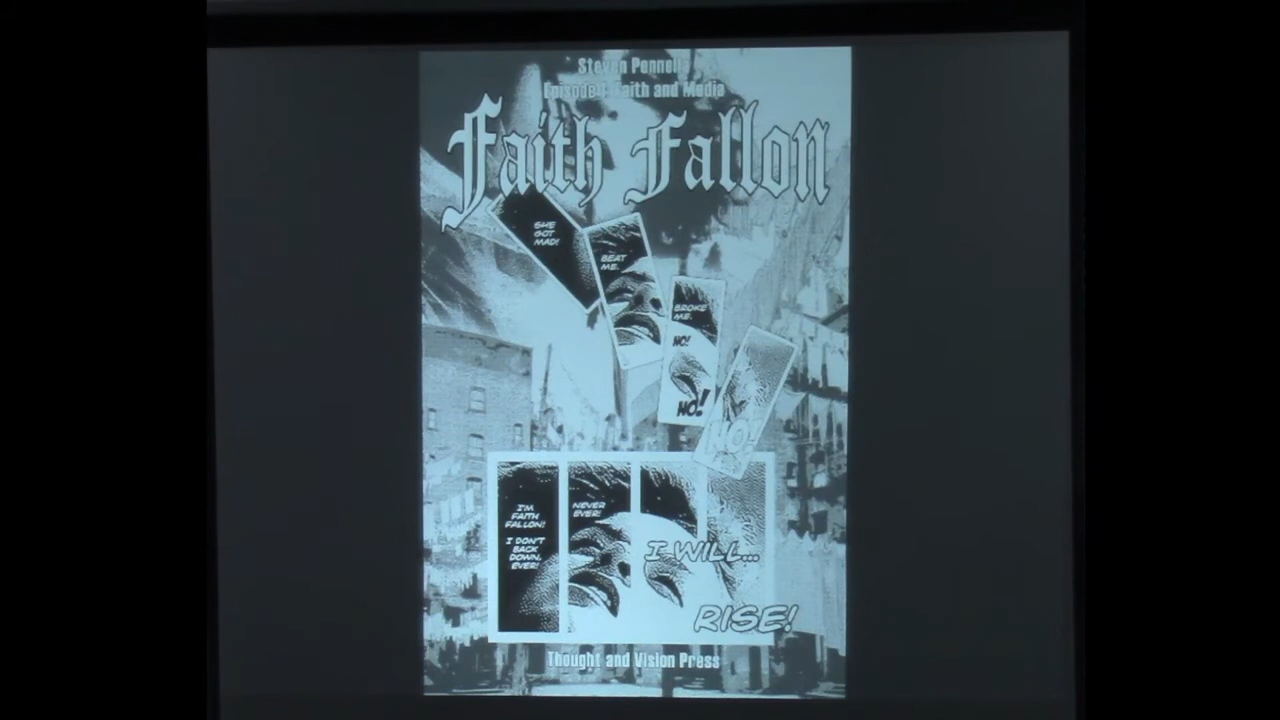 Steven Pennella
Episode 1: Faith and Media
Faith Fallon
SHE
GOT
MAD!
BEAT
ME.
BROKE
ME.
NO!
NO!
NO!
I'M
FAITH
FALLON!
I DON'T
BACK
DOWN,
EVER!
NEVER
EVER!
I WILL...
RISE!
Thought and Vision Press